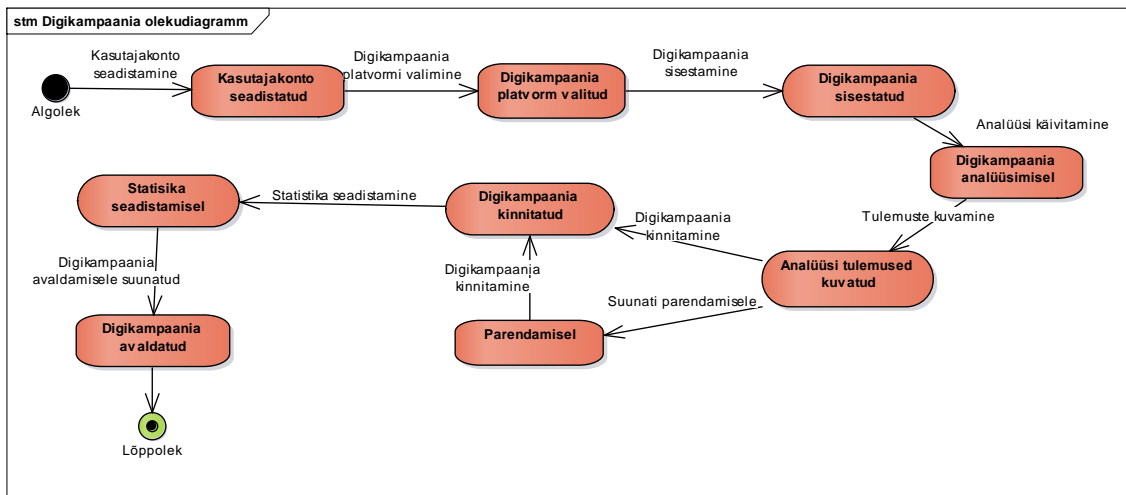 stm Digikampaania olekudiagramm
Algolek
Kasutajakonto
seadistamine
Kasutajakonto
seadistatud
Digikampaania
platvormi valimine
Digikampaania
platvorm valitud
Digikampaania
sisestamine
Digikampaania
sisestatud
Analüüsi käivitamine
Digikampaania
analüüsimisel
Tulemuste kuvamine
Analüüsi tulemused
kuvatud
Digikampaania
kinnitamine
Suunati parendamisele
Parendamisel
Digikampaania
kinnitamine
Digikampaania
kinnitatud
Statistika seadistamine
Statisika
seadistamisel
Digikampaania
avaldamisele suunatud
Digikampaania
avaldatud
Lõppolek